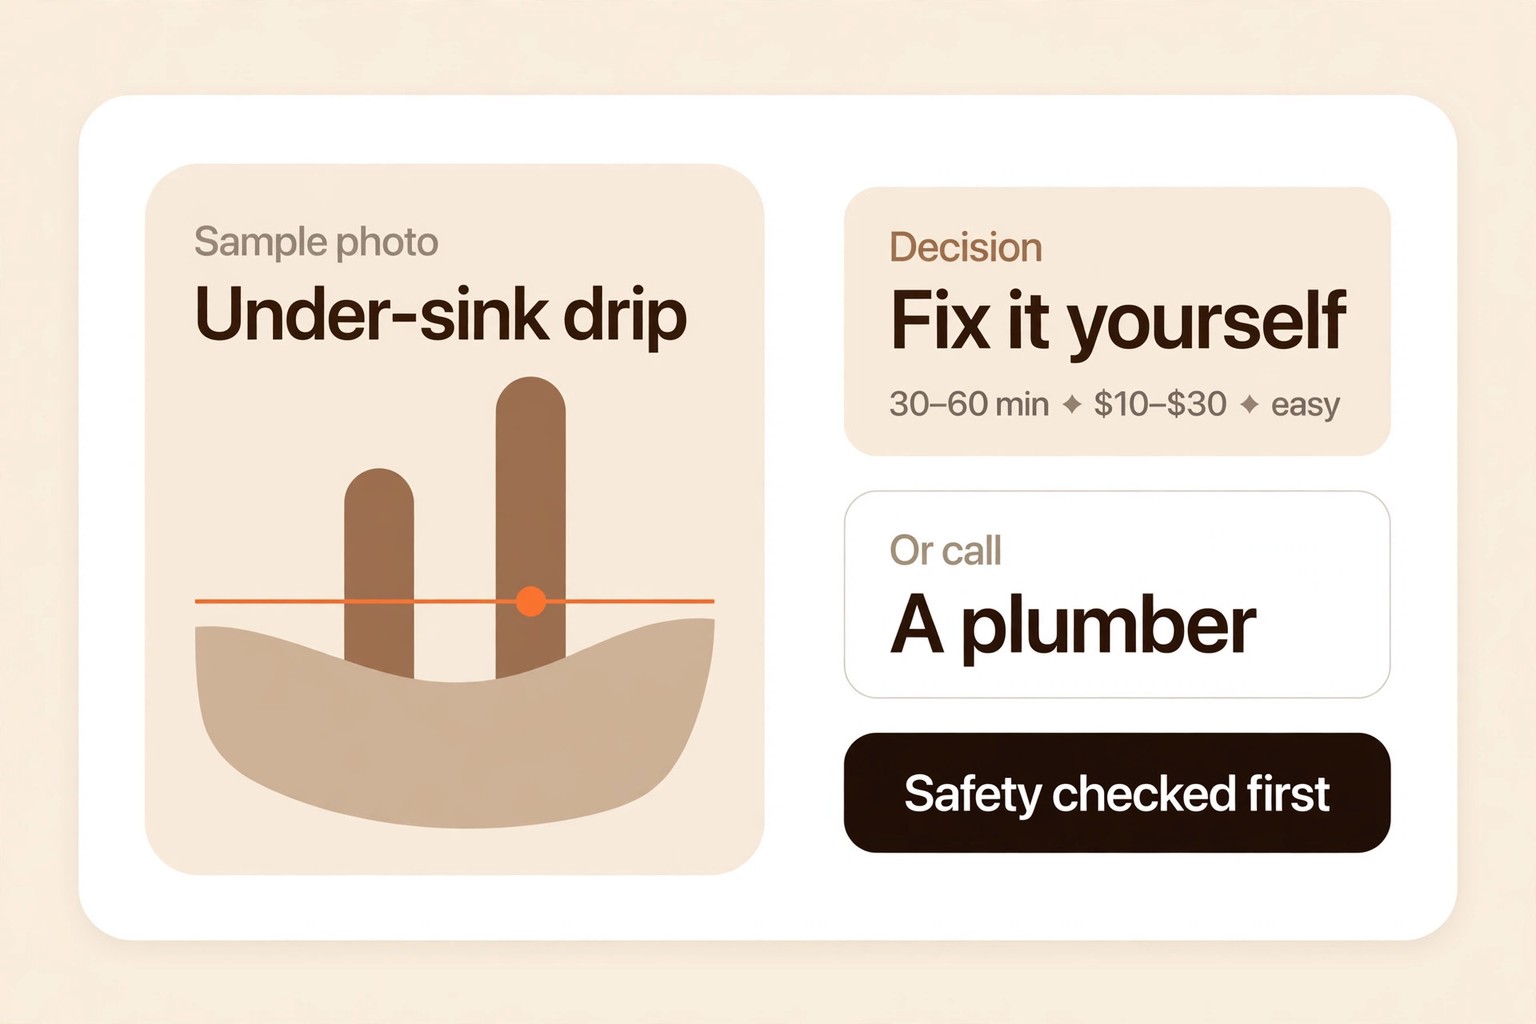 Sample photo
Under-sink drip
Decision
Fix it yourself
30–60 min ✦ $10–$30 ✦ easy
Or call
A plumber
Safety checked first